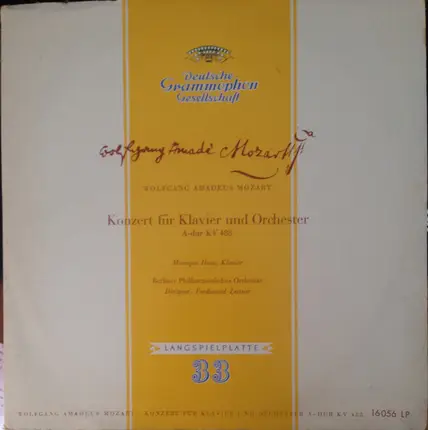 Deutsche
Grammophon
Gesellschaft
Wolfgang Amadè Mozart
WOLFGANG AMADEUS MOZART
Konzert für Klavier und Orchester
A-dur KV 488
Monique Haas, Klavier
Berliner Philharmonisches Orchester
Dirigent: Ferdinand Leitner
LANGSPIELPLATTE
33
WOLFGANG AMADEUS MOZART · KONZERT FÜR KLAVIER UND ORCHESTER A-DUR KV 488 16056 LP